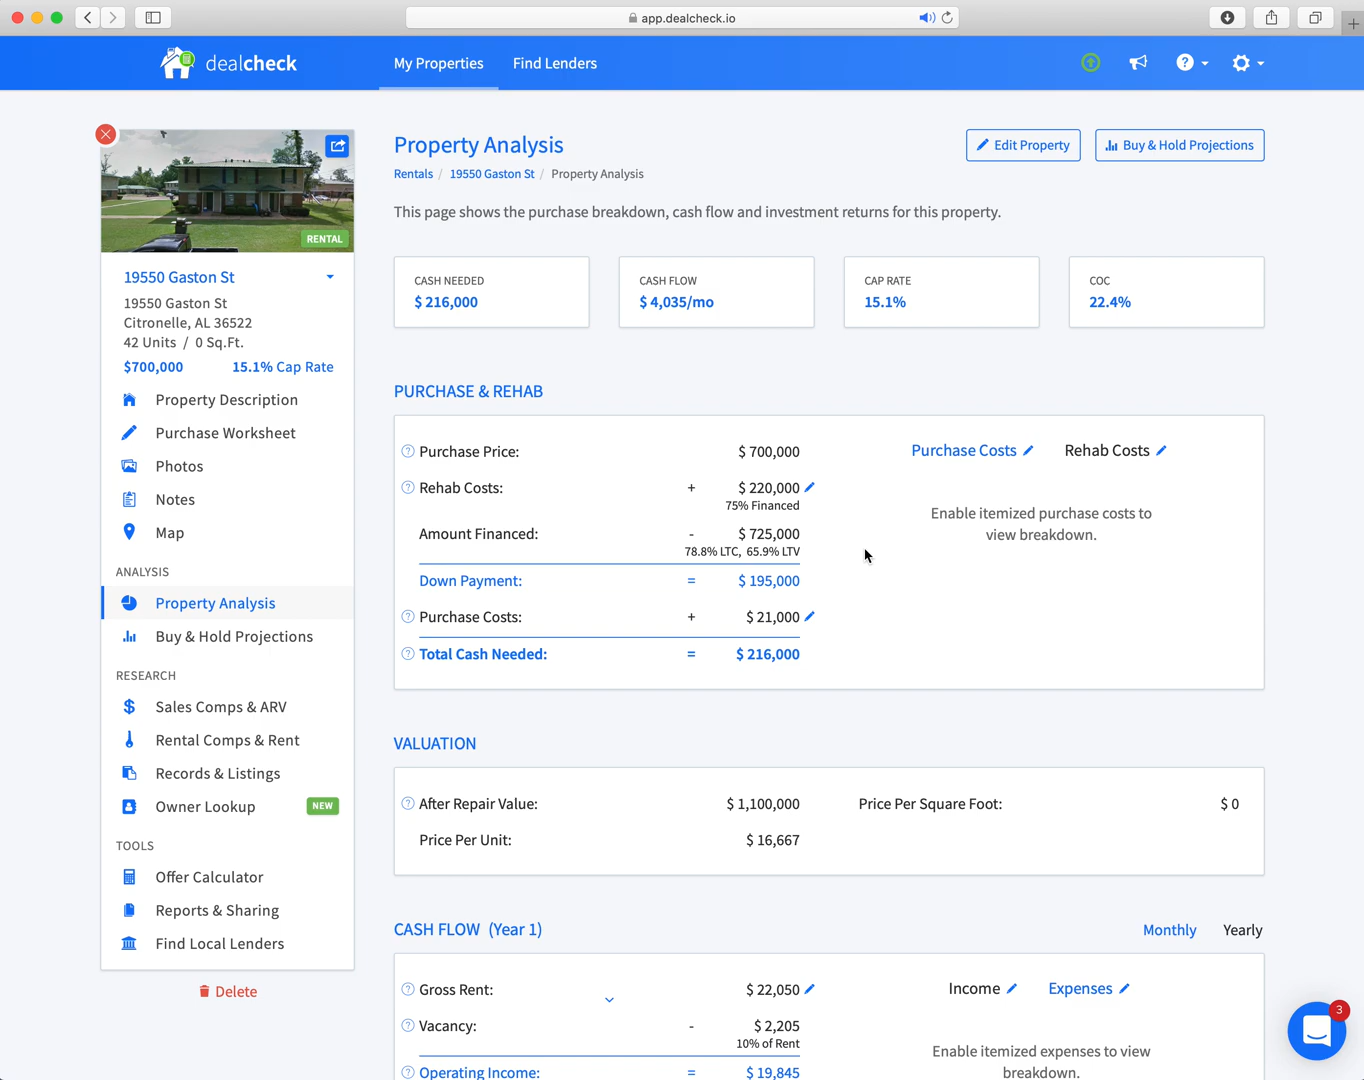 app.dealcheck.io
dealcheck
My Properties
Find Lenders
RENTAL
19550 Gaston St
19550 Gaston St
Citronelle, AL 36522
42 Units / 0 Sq.Ft.
$700,000 15.1% Cap Rate
Property Description
Purchase Worksheet
Photos
Notes
Map
ANALYSIS
Property Analysis
Buy & Hold Projections
RESEARCH
Sales Comps & ARV
Rental Comps & Rent
Records & Listings
Owner Lookup NEW
TOOLS
Offer Calculator
Reports & Sharing
Find Local Lenders
Delete
Property Analysis
Edit Property
Buy & Hold Projections
Rentals / 19550 Gaston St / Property Analysis
This page shows the purchase breakdown, cash flow and investment returns for this property.
CASH NEEDED
$ 216,000
CASH FLOW
$ 4,035/mo
CAP RATE
15.1%
COC
22.4%
PURCHASE & REHAB
Purchase Price: $ 700,000
Rehab Costs: + $ 220,000
75% Financed
Amount Financed: - $ 725,000
78.8% LTC, 65.9% LTV
Down Payment: = $ 195,000
Purchase Costs: + $ 21,000
Total Cash Needed: = $ 216,000
Purchase Costs
Rehab Costs
Enable itemized purchase costs to
view breakdown.
VALUATION
After Repair Value: $ 1,100,000
Price Per Square Foot: $ 0
Price Per Unit: $ 16,667
CASH FLOW (Year 1)
Monthly
Yearly
Gross Rent: $ 22,050
Vacancy: - $ 2,205
10% of Rent
Operating Income: = $ 19,845
Income
Expenses
Enable itemized expenses to view
breakdown.
3